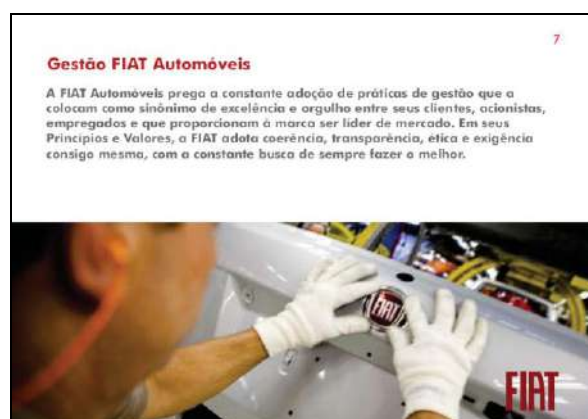 7
Gestão FIAT Automóveis
A FIAT Automóveis prega a constante adoção de práticas de gestão que a
colocam como sinônimo de excelência e orgulho entre seus clientes, acionistas,
empregados e que proporcionam à marca ser líder de mercado. Em seus
Princípios e Valores, a FIAT adota coerência, transparência, ética e exigência
consigo mesma, com a constante busca de sempre fazer o melhor.
FIAT
FIAT